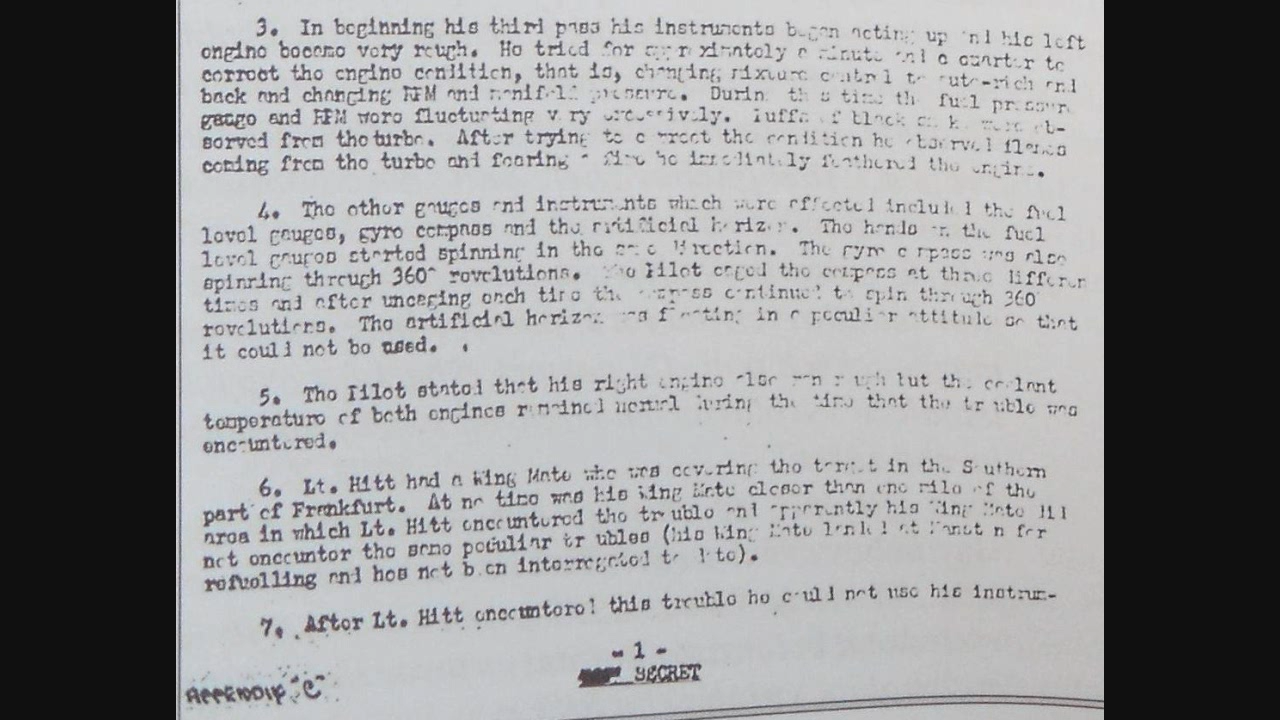 3. In beginning his third pass his instruments began acting up and his left
engine became very rough. He tried for approximately a minute and a quarter to
correct the engine condition, that is, changing mixture control to auto-rich and
back and changing RPM and manifold pressure. During this time the fuel pressure
gauge and RPM were fluctuating very excessively. Puffs of black smoke were ob-
served from the turbo. After trying to correct the condition he observed flames
coming from the turbo and fearing a fire he immediately feathered the engine.
4. The other gauges and instruments which were effected included the fuel
level gauges, gyro compass and the artificial horizon. The hands on the fuel
level gauges started spinning in the same direction. The gyro compass was also
spinning through 360° revolutions. The Pilot caged the compass at three different
times and after uncaging each time the compass continued to spin through 360°
revolutions. The artificial horizon was floating in a peculiar attitude so that
it could not be used.
5. The Pilot stated that his right engine also ran rough but the coolant
temperature of both engines remained normal during the time that the trouble was
encountered.
6. Lt. Hitt had a Wing Mate who was covering the target in the Southern
part of Frankfurt. At no time was his Wing Mate closer than one mile of the
area in which Lt. Hitt encountered the trouble and apparently his Wing Mate did
not encounter the same peculiar troubles (his Wing Mate landed at for
refuelling and has not been interrogated to date).
7. After Lt. Hitt encountered this trouble he could not use his instrum-
- 1 -
SECRET
APPENDIX "C"